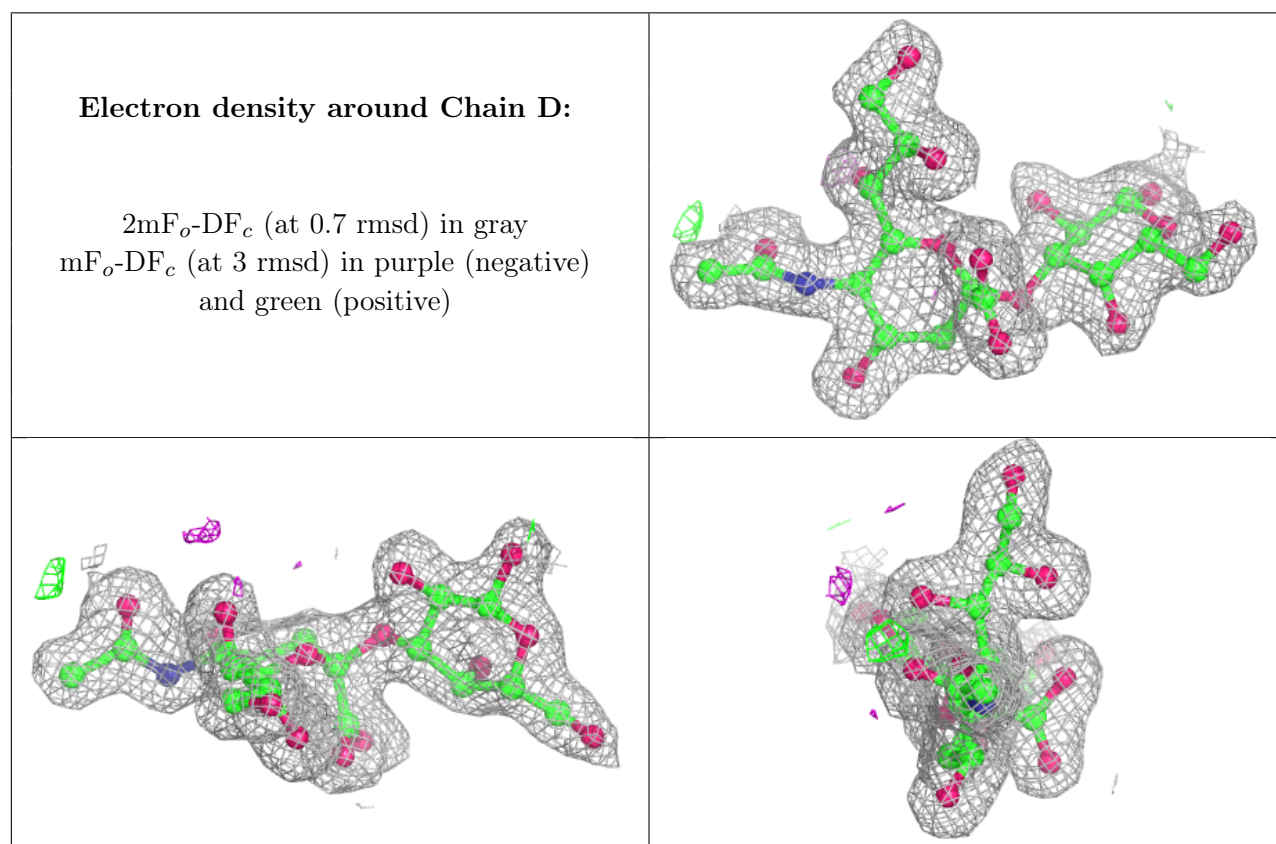 Electron density around Chain D:
2mFₒ-DF𝒸 (at 0.7 rmsd) in gray
mFₒ-DF𝒸 (at 3 rmsd) in purple (negative)
and green (positive)